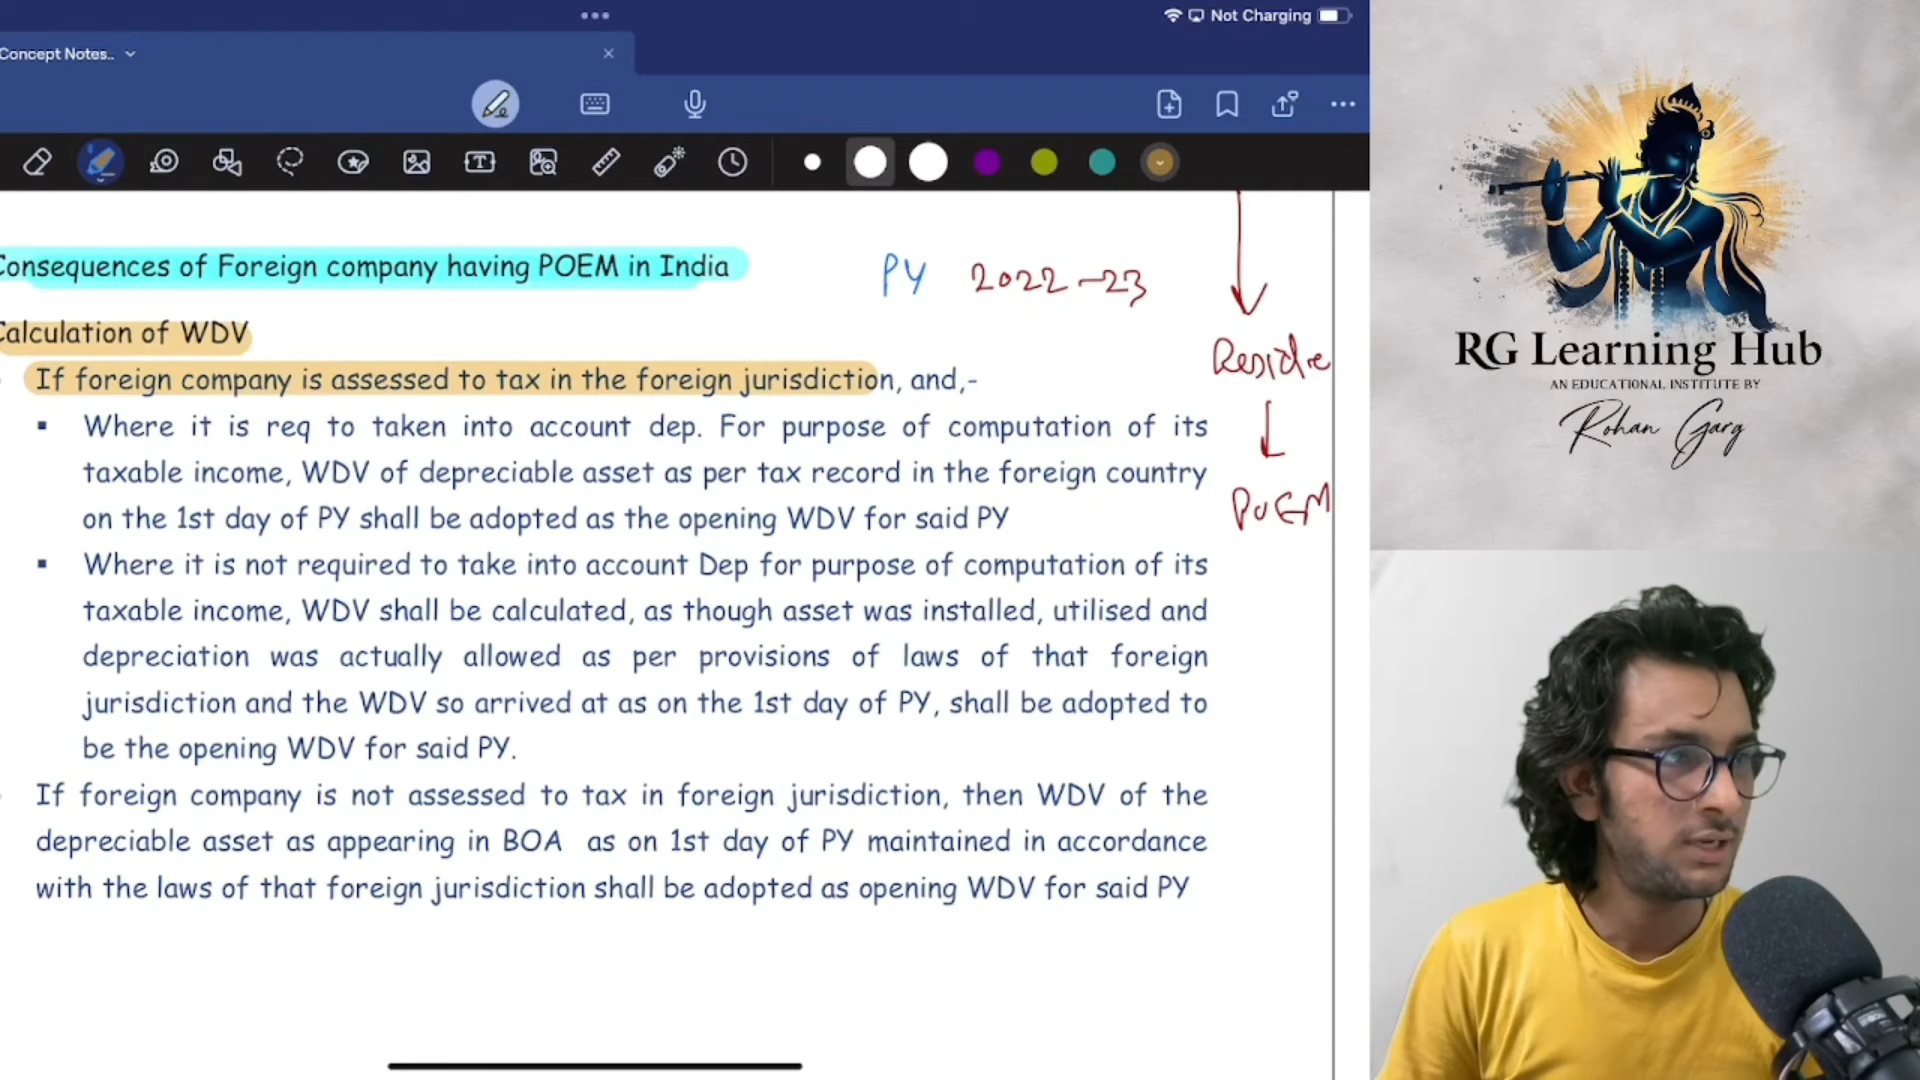 Not Charging
Concept Notes..
Consequences of Foreign company having POEM in India
PY 2022-23
Calculation of WDV
If foreign company is assessed to tax in the foreign jurisdiction, and,-
▪ Where it is req to taken into account dep. For purpose of computation of its
taxable income, WDV of depreciable asset as per tax record in the foreign country
on the 1st day of PY shall be adopted as the opening WDV for said PY
▪ Where it is not required to take into account Dep for purpose of computation of its
taxable income, WDV shall be calculated, as though asset was installed, utilised and
depreciation was actually allowed as per provisions of laws of that foreign
jurisdiction and the WDV so arrived at as on the 1st day of PY, shall be adopted to
be the opening WDV for said PY.
If foreign company is not assessed to tax in foreign jurisdiction, then WDV of the
depreciable asset as appearing in BOA as on 1st day of PY maintained in accordance
with the laws of that foreign jurisdiction shall be adopted as opening WDV for said PY
POEM
RG Learning Hub
AN EDUCATIONAL INSTITUTE BY
Rohan Garg